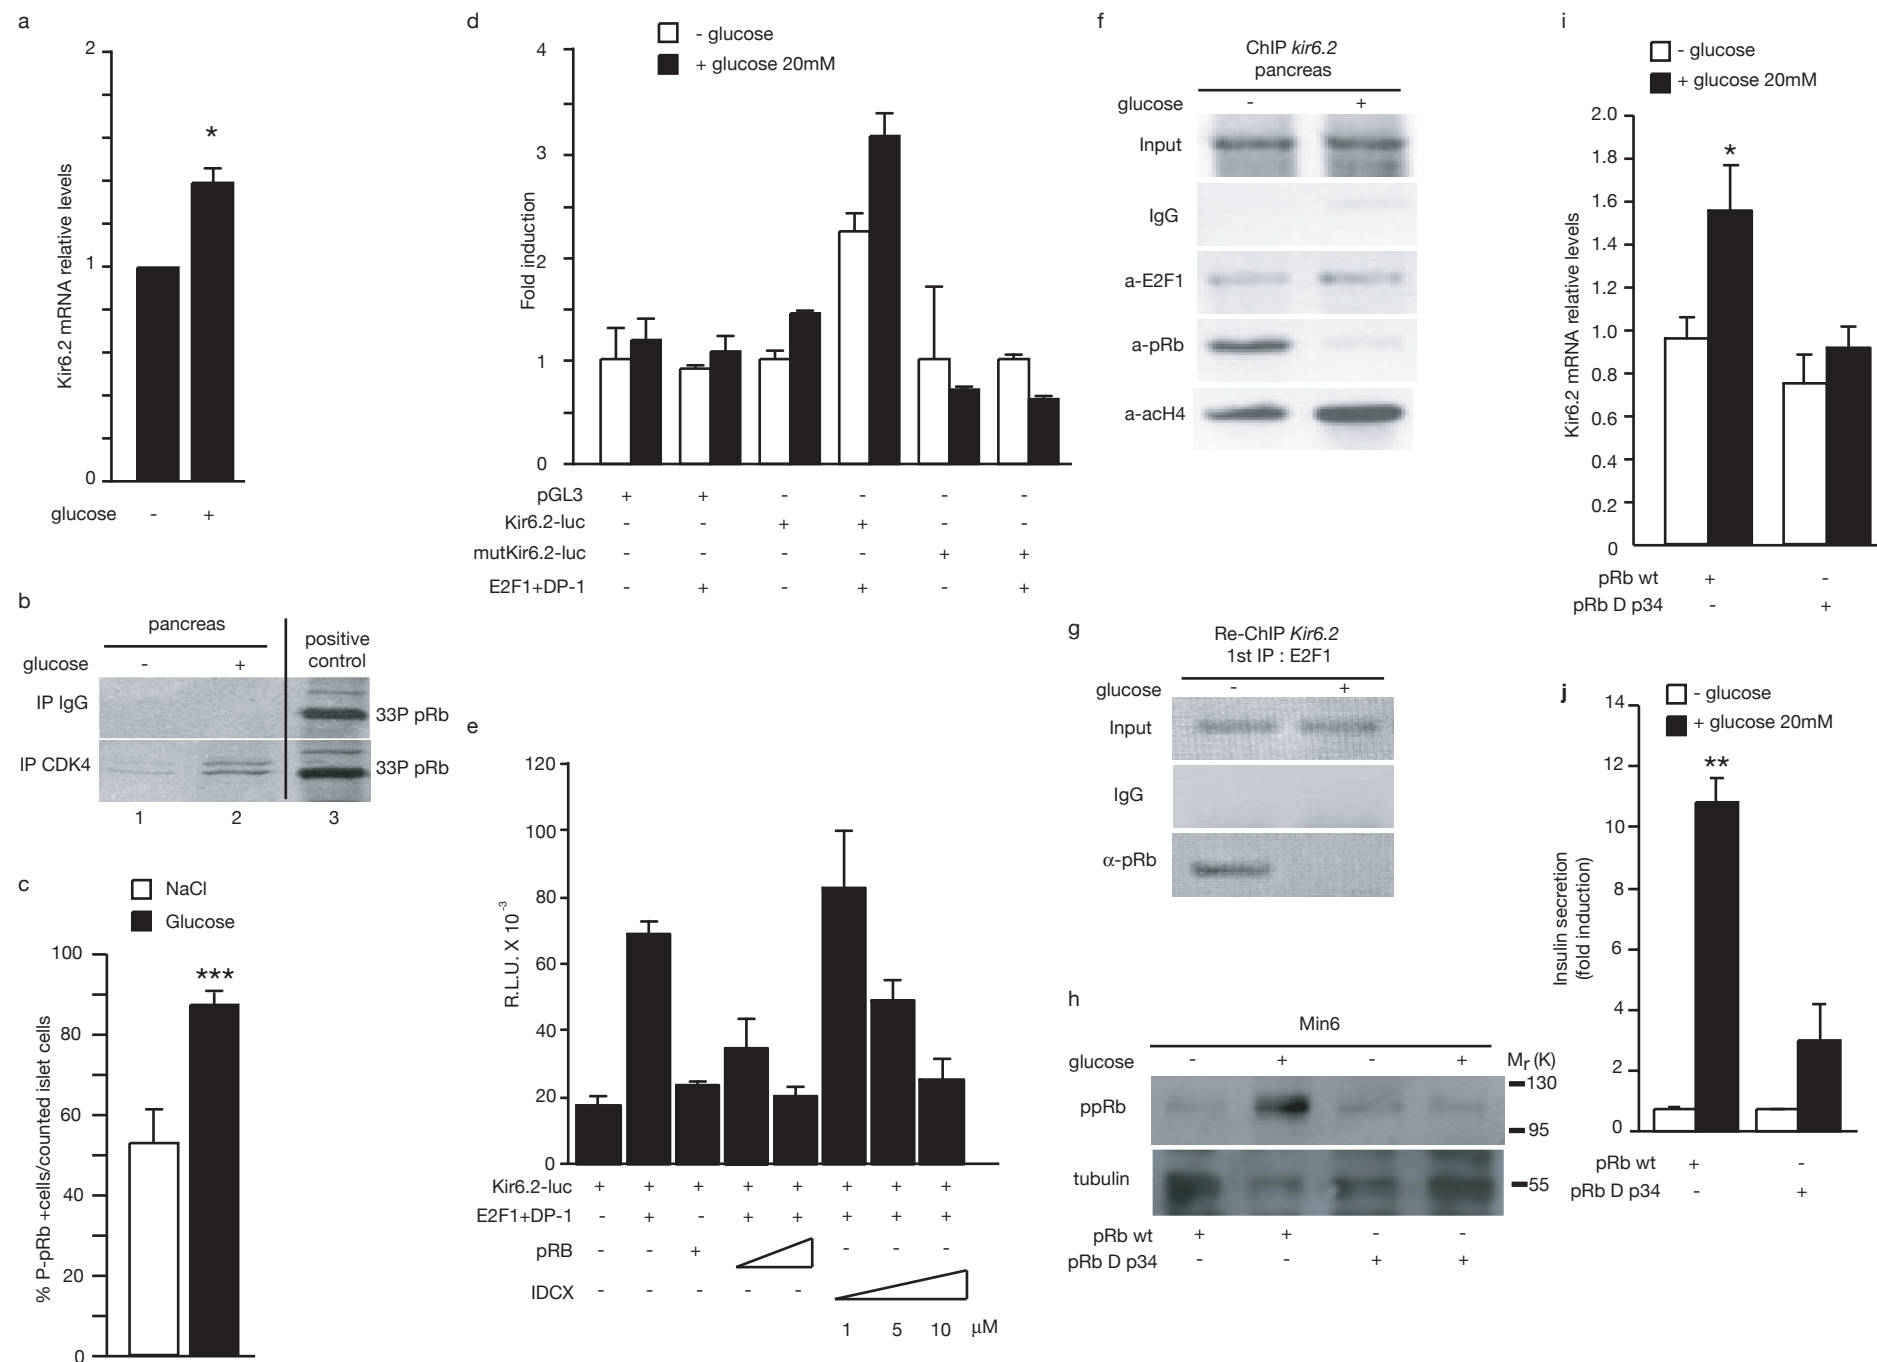 a
2
1
0
Kir6.2 mRNA relative levels
*
glucose - +
b
pancreas
positive
control
glucose - +
IP IgG
33P pRb
IP CDK4
33P pRb
1 2 3
c
NaCl
Glucose
100
80
60
40
20
0
% P-pRb +cells/counted islet cells
***
d
- glucose
+ glucose 20mM
4
3
2
1
0
Fold induction
pGL3 + + - - - -
Kir6.2-luc - - + + - -
mutKir6.2-luc - - - - + +
E2F1+DP-1 - + - + - +
e
120
100
80
60
40
20
0
R.L.U. X 10-3
Kir6.2-luc + + + + + + + +
E2F1+DP-1 - + - + + + + +
pRB - - + - - -
IDCX - - - - -
1 5 10 μM
f
ChIP kir6.2
pancreas
glucose - +
Input
IgG
a-E2F1
a-pRb
a-acH4
g
Re-ChIP Kir6.2
1st IP : E2F1
glucose - +
Input
IgG
α-pRb
h
Min6
glucose - + - + Mr (K)
130
ppRb
95
tubulin
55
pRb wt + + - -
pRb D p34 - - + +
i
- glucose
+ glucose 20mM
2.0
1.8
1.6
1.4
1.2
1.0
0.8
0.6
0.4
0.2
0
Kir6.2 mRNA relative levels
*
pRb wt + -
pRb D p34 - +
j
- glucose
+ glucose 20mM
14
12
10
8
6
4
2
0
Insulin secretion
(fold induction)
**
pRb wt + -
pRb D p34 - +